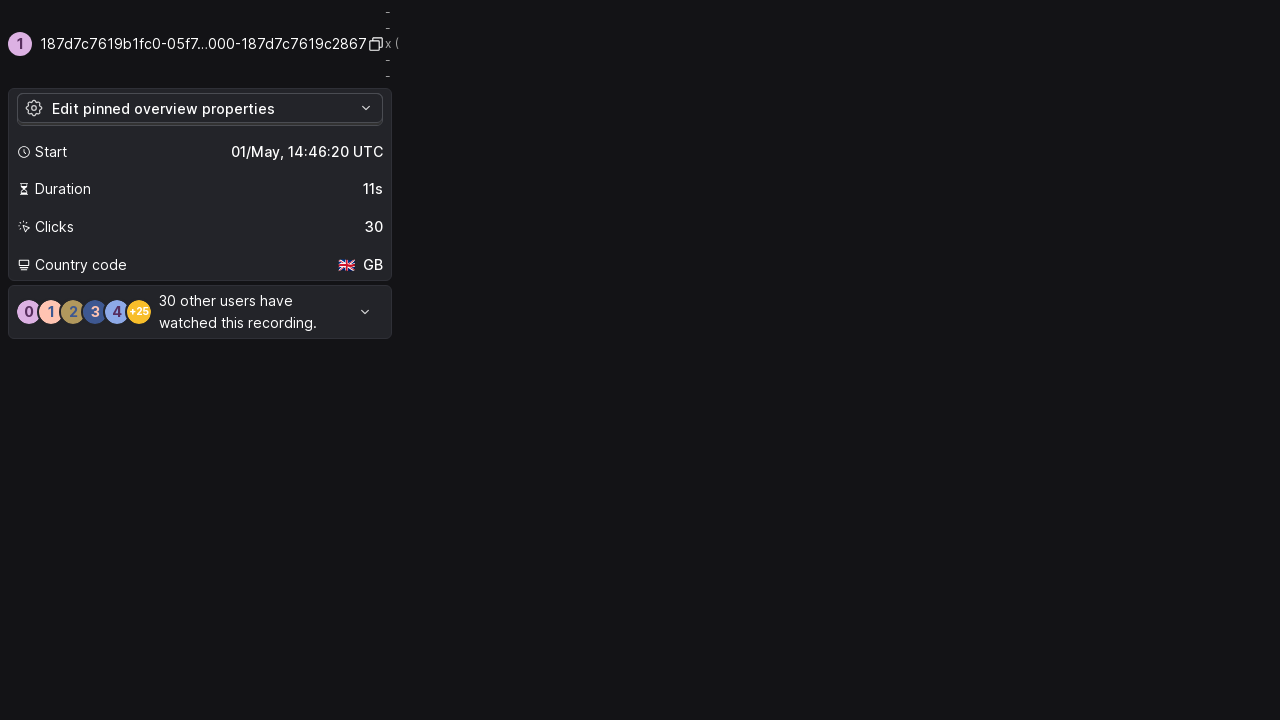 1 187d7c7619b1fc0-05f7…000-187d7c7619c2867
-
-
x (
-
-
Edit pinned overview properties
Start 01/May, 14:46:20 UTC
Duration 11s
Clicks 30
Country code 🇬🇧 GB
0 1 2 3 4 +25
30 other users have
watched this recording.